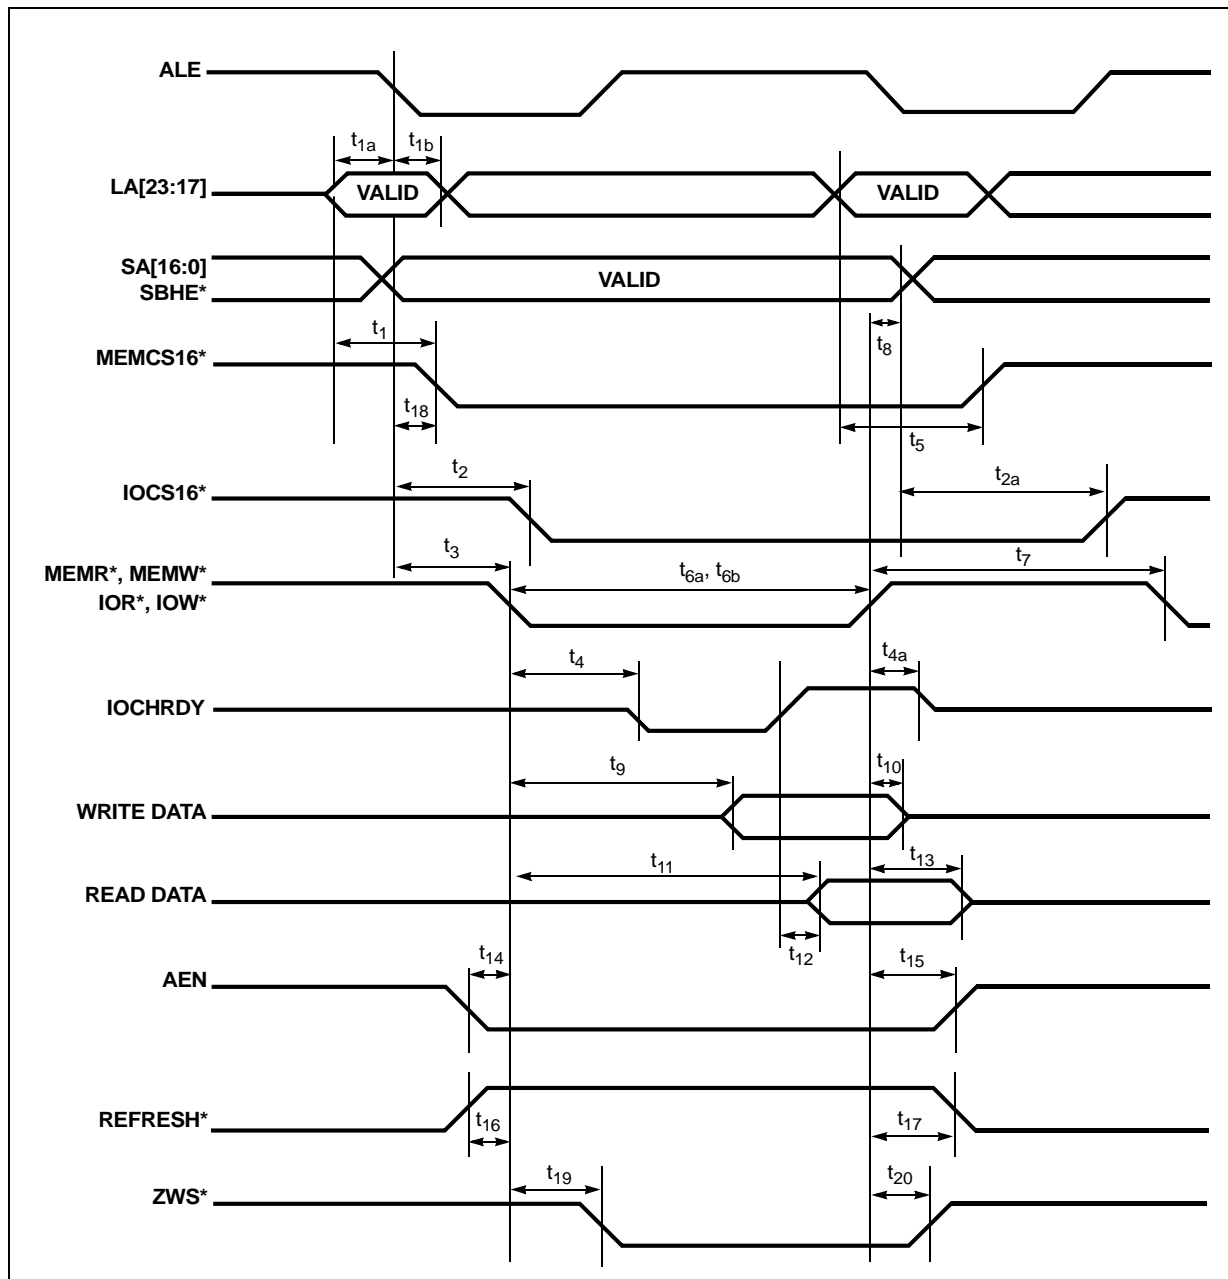 ALE
t1a t1b
LA[23:17] VALID VALID
SA[16:0]
SBHE*
VALID
t1 t8
MEMCS16*
t18 t5
t2 t2a
IOCS16*
t3 t6a, t6b t7
MEMR*, MEMW*
IOR*, IOW*
t4 t4a
IOCHRDY
t9 t10
WRITE DATA
t11 t13
READ DATA
t12
t14 t15
AEN
REFRESH*
t16 t17
t19 t20
ZWS*